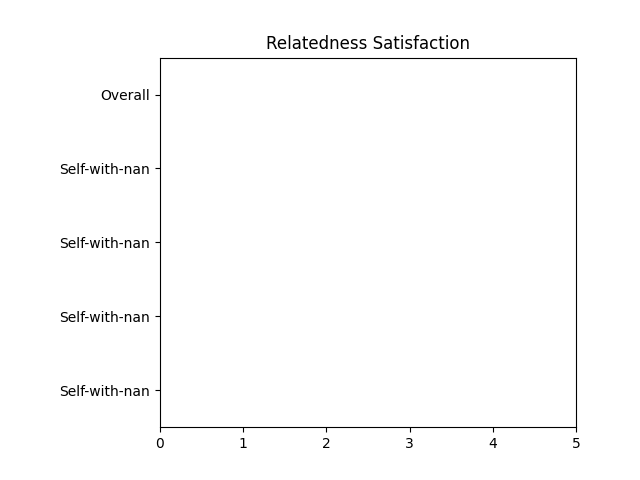 Relatedness Satisfaction
Overall
Self-with-nan
Self-with-nan
Self-with-nan
Self-with-nan
0 1 2 3 4 5